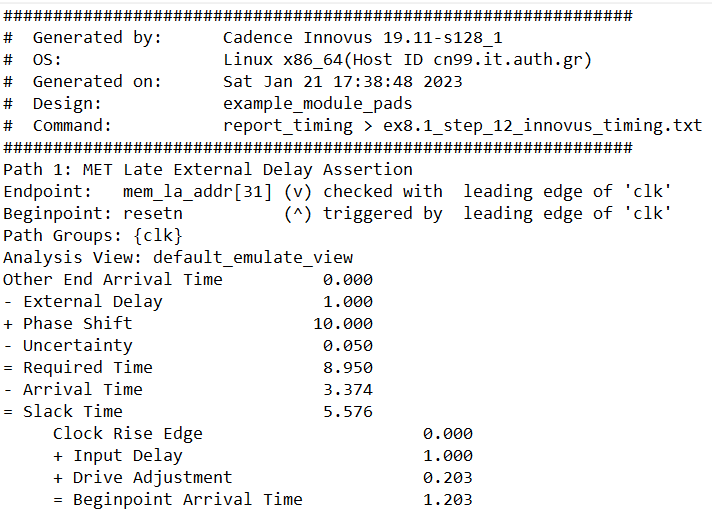 ###############################################################
#  Generated by:      Cadence Innovus 19.11-s128_1
#  OS:                Linux x86_64(Host ID cn99.it.auth.gr)
#  Generated on:      Sat Jan 21 17:38:48 2023
#  Design:            example_module_pads
#  Command:           report_timing > ex8.1_step_12_innovus_timing.txt
###############################################################
Path 1: MET Late External Delay Assertion
Endpoint:   mem_la_addr[31] (v) checked with  leading edge of 'clk'
Beginpoint: resetn          (^) triggered by  leading edge of 'clk'
Path Groups: {clk}
Analysis View: default_emulate_view
Other End Arrival Time          0.000
- External Delay                1.000
+ Phase Shift                  10.000
- Uncertainty                   0.050
= Required Time                 8.950
- Arrival Time                  3.374
= Slack Time                    5.576
     Clock Rise Edge                      0.000
     + Input Delay                        1.000
     + Drive Adjustment                   0.203
     = Beginpoint Arrival Time            1.203